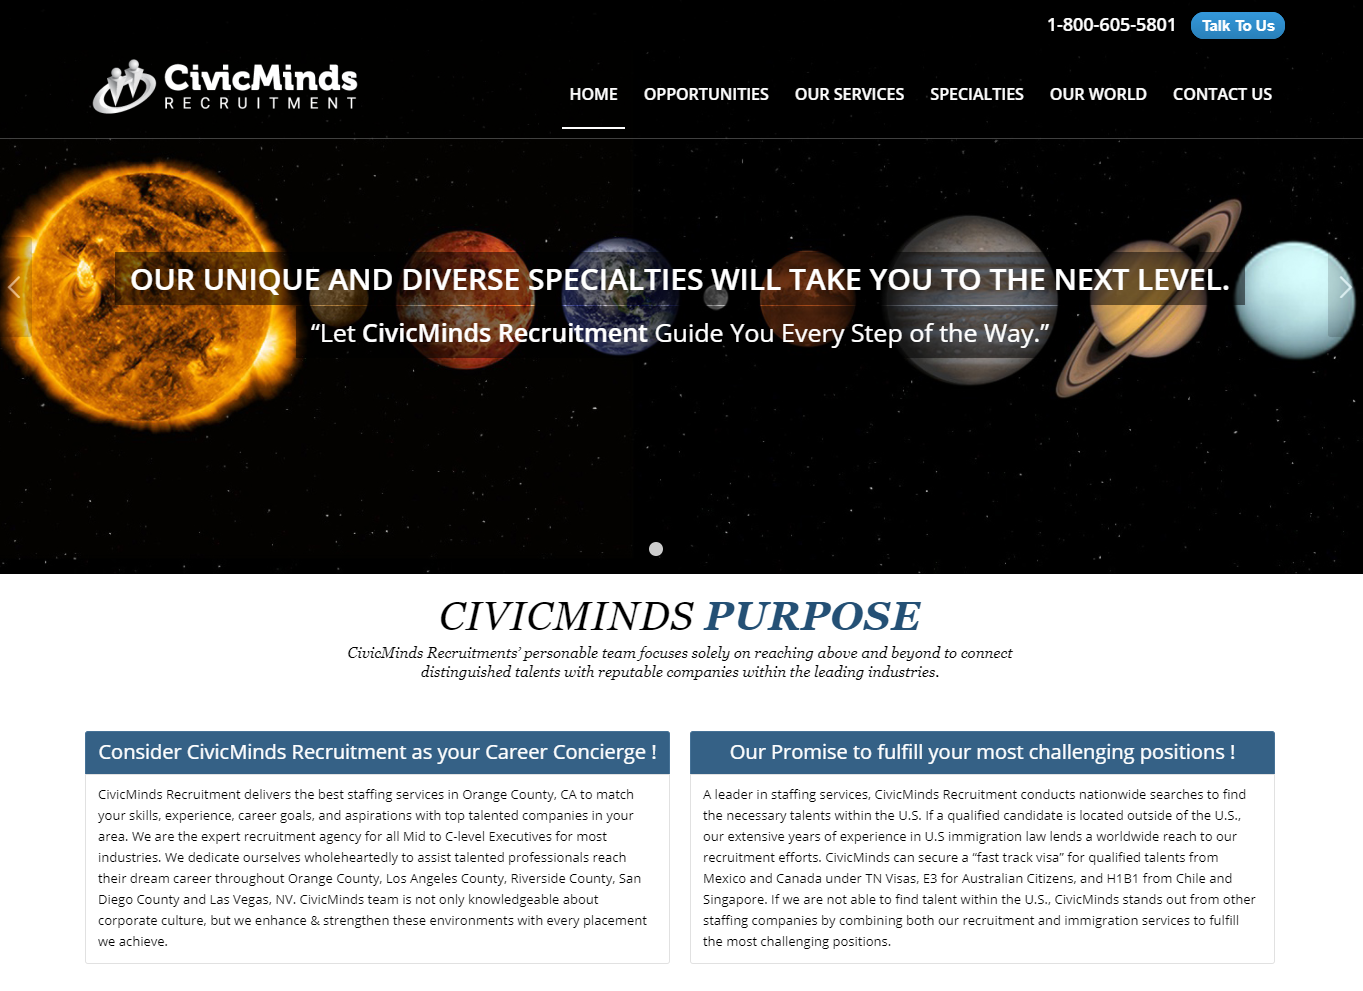 1-800-605-5801 Talk To Us
CivicMinds
RECRUITMENT
HOME OPPORTUNITIES OUR SERVICES SPECIALTIES OUR WORLD CONTACT US
OUR UNIQUE AND DIVERSE SPECIALTIES WILL TAKE YOU TO THE NEXT LEVEL.
“Let CivicMinds Recruitment Guide You Every Step of the Way.”
CIVICMINDS PURPOSE
CivicMinds Recruitments’ personable team focuses solely on reaching above and beyond to connect
distinguished talents with reputable companies within the leading industries.
Consider CivicMinds Recruitment as your Career Concierge !
CivicMinds Recruitment delivers the best staffing services in Orange County, CA to match
your skills, experience, career goals, and aspirations with top talented companies in your
area. We are the expert recruitment agency for all Mid to C-level Executives for most
industries. We dedicate ourselves wholeheartedly to assist talented professionals reach
their dream career throughout Orange County, Los Angeles County, Riverside County, San
Diego County and Las Vegas, NV. CivicMinds team is not only knowledgeable about
corporate culture, but we enhance & strengthen these environments with every placement
we achieve.
Our Promise to fulfill your most challenging positions !
A leader in staffing services, CivicMinds Recruitment conducts nationwide searches to find
the necessary talents within the U.S. If a qualified candidate is located outside of the U.S.,
our extensive years of experience in U.S immigration law lends a worldwide reach to our
recruitment efforts. CivicMinds can secure a “fast track visa” for qualified talents from
Mexico and Canada under TN Visas, E3 for Australian Citizens, and H1B1 from Chile and
Singapore. If we are not able to find talent within the U.S., CivicMinds stands out from other
staffing companies by combining both our recruitment and immigration services to fulfill
the most challenging positions.